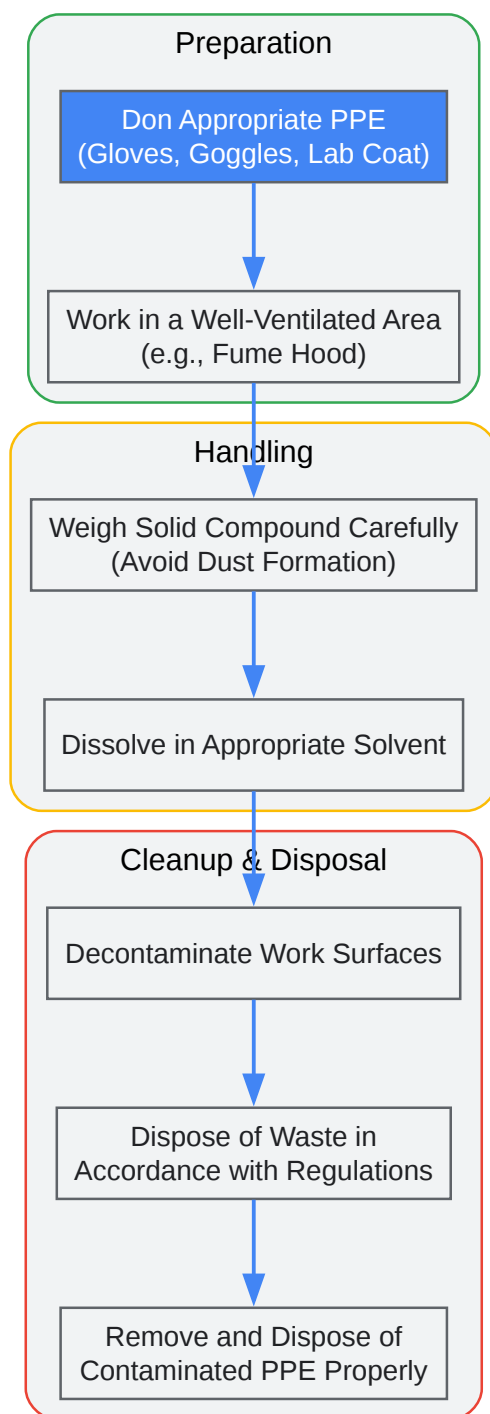 Preparation
Don Appropriate PPE
(Gloves, Goggles, Lab Coat)
Work in a Well-Ventilated Area
(e.g., Fume Hood)
Handling
Weigh Solid Compound Carefully
(Avoid Dust Formation)
Dissolve in Appropriate Solvent
Cleanup & Disposal
Decontaminate Work Surfaces
Dispose of Waste in
Accordance with Regulations
Remove and Dispose of
Contaminated PPE Properly